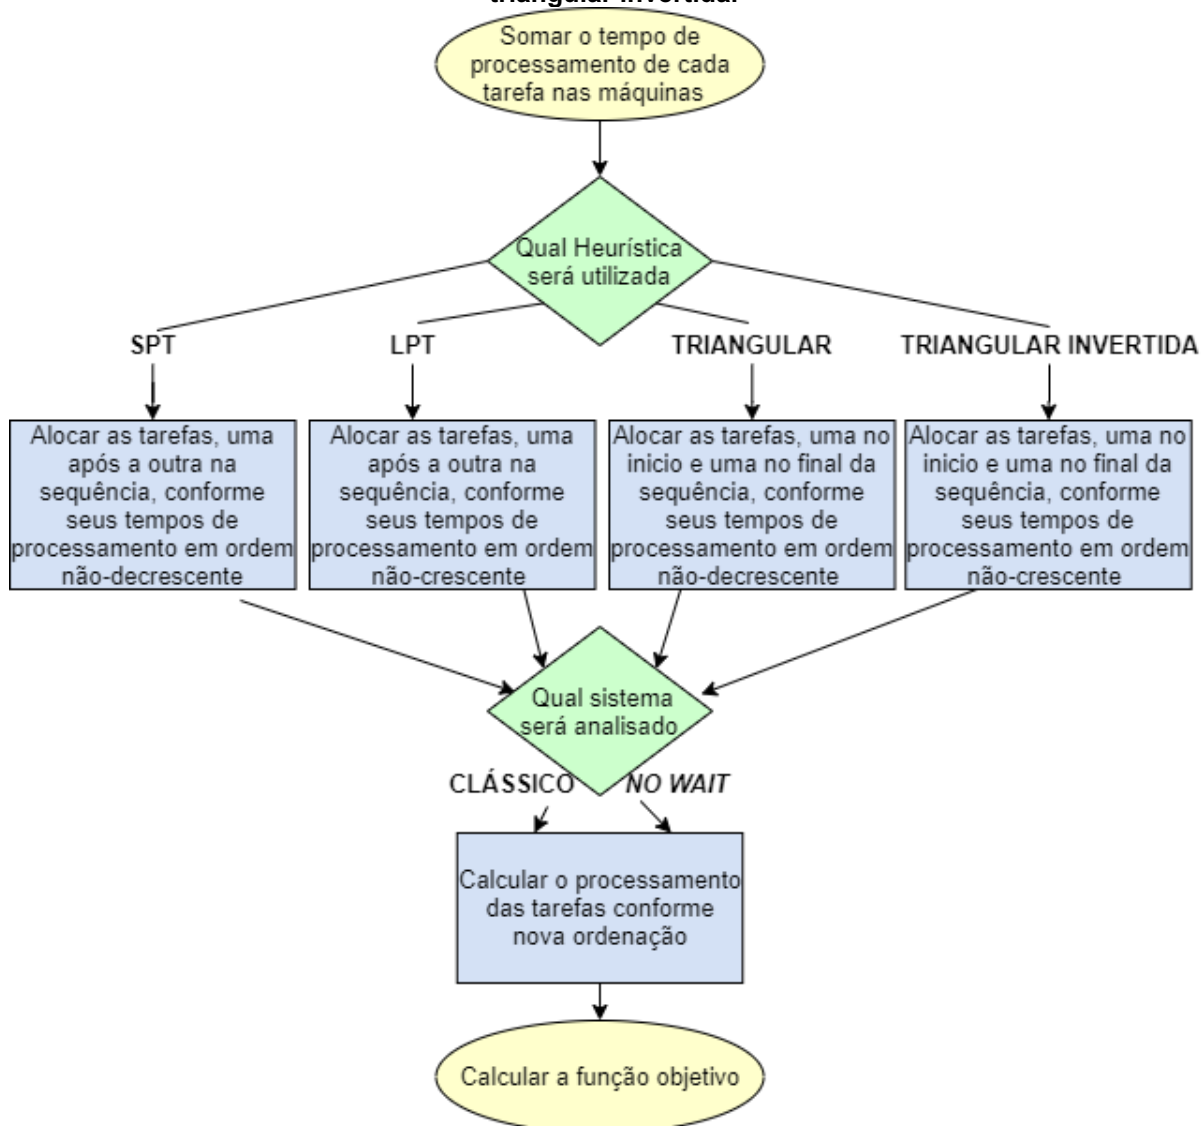 triangular invertida.
Somar o tempo de
processamento de cada
tarefa nas máquinas
Qual Heurística
será utilizada
SPT
LPT
TRIANGULAR
TRIANGULAR INVERTIDA
Alocar as tarefas, uma
após a outra na
sequência, conforme
seus tempos de
processamento em ordem
não-decrescente
Alocar as tarefas, uma
após a outra na
sequência, conforme
seus tempos de
processamento em ordem
não-crescente
Alocar as tarefas, uma no
inicio e uma no final da
sequência, conforme
seus tempos de
processamento em ordem
não-decrescente
Alocar as tarefas, uma no
inicio e uma no final da
sequência, conforme
seus tempos de
processamento em ordem
não-crescente
Qual sistema
será analisado
CLÁSSICO
NO WAIT
Calcular o processamento
das tarefas conforme
nova ordenação
Calcular a função objetivo